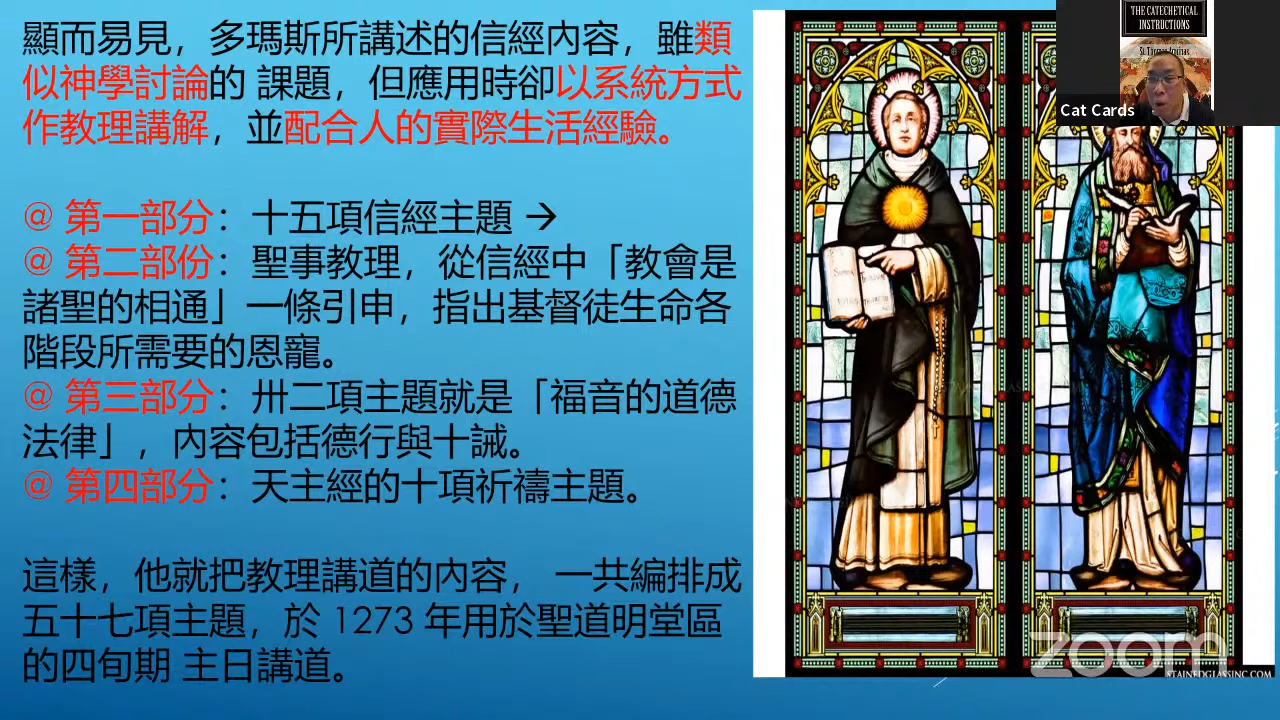 顯而易見，多瑪斯所講述的信經內容，雖類
似神學討論的 課題，但應用時卻以系統方式
作教理講解，並配合人的實際生活經驗。
@ 第一部分：十五項信經主題 →
@ 第二部份：聖事教理，從信經中「教會是
諸聖的相通」一條引申，指出基督徒生命各
階段所需要的恩寵。
@ 第三部分：卅二項主題就是「福音的道德
法律」，內容包括德行與十誡。
@ 第四部分：天主經的十項祈禱主題。
這樣，他就把教理講道的內容， 一共編排成
五十七項主題，於 1273 年用於聖道明堂區
的四旬期 主日講道。
THE CATECHETICAL
INSTRUCTIONS
Cat Cards
zoom
STAINEDGLASSINC.COM